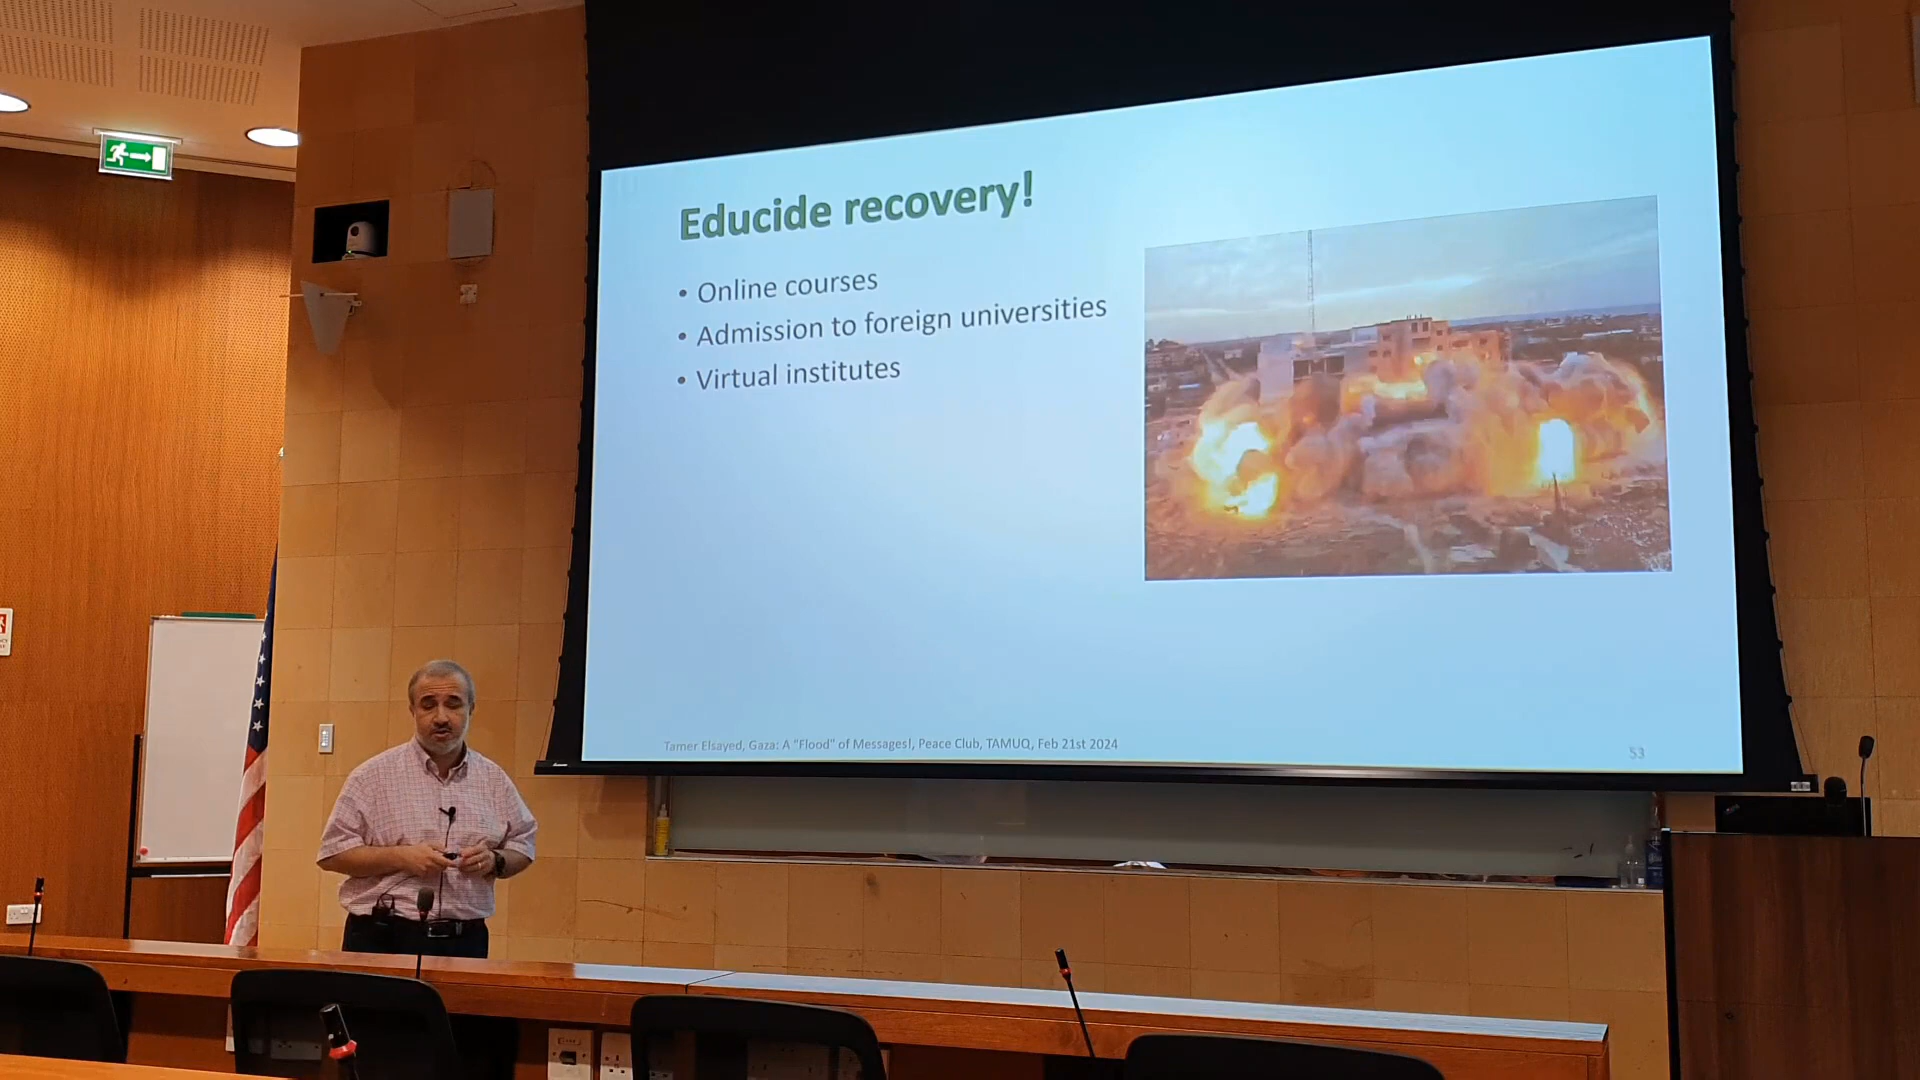 Educide recovery!
• Online courses
• Admission to foreign universities
• Virtual institutes
Tamer Elsayed, Gaza: A "Flood" of Messages!, Peace Club, TAMUQ, Feb 21st 2024
53